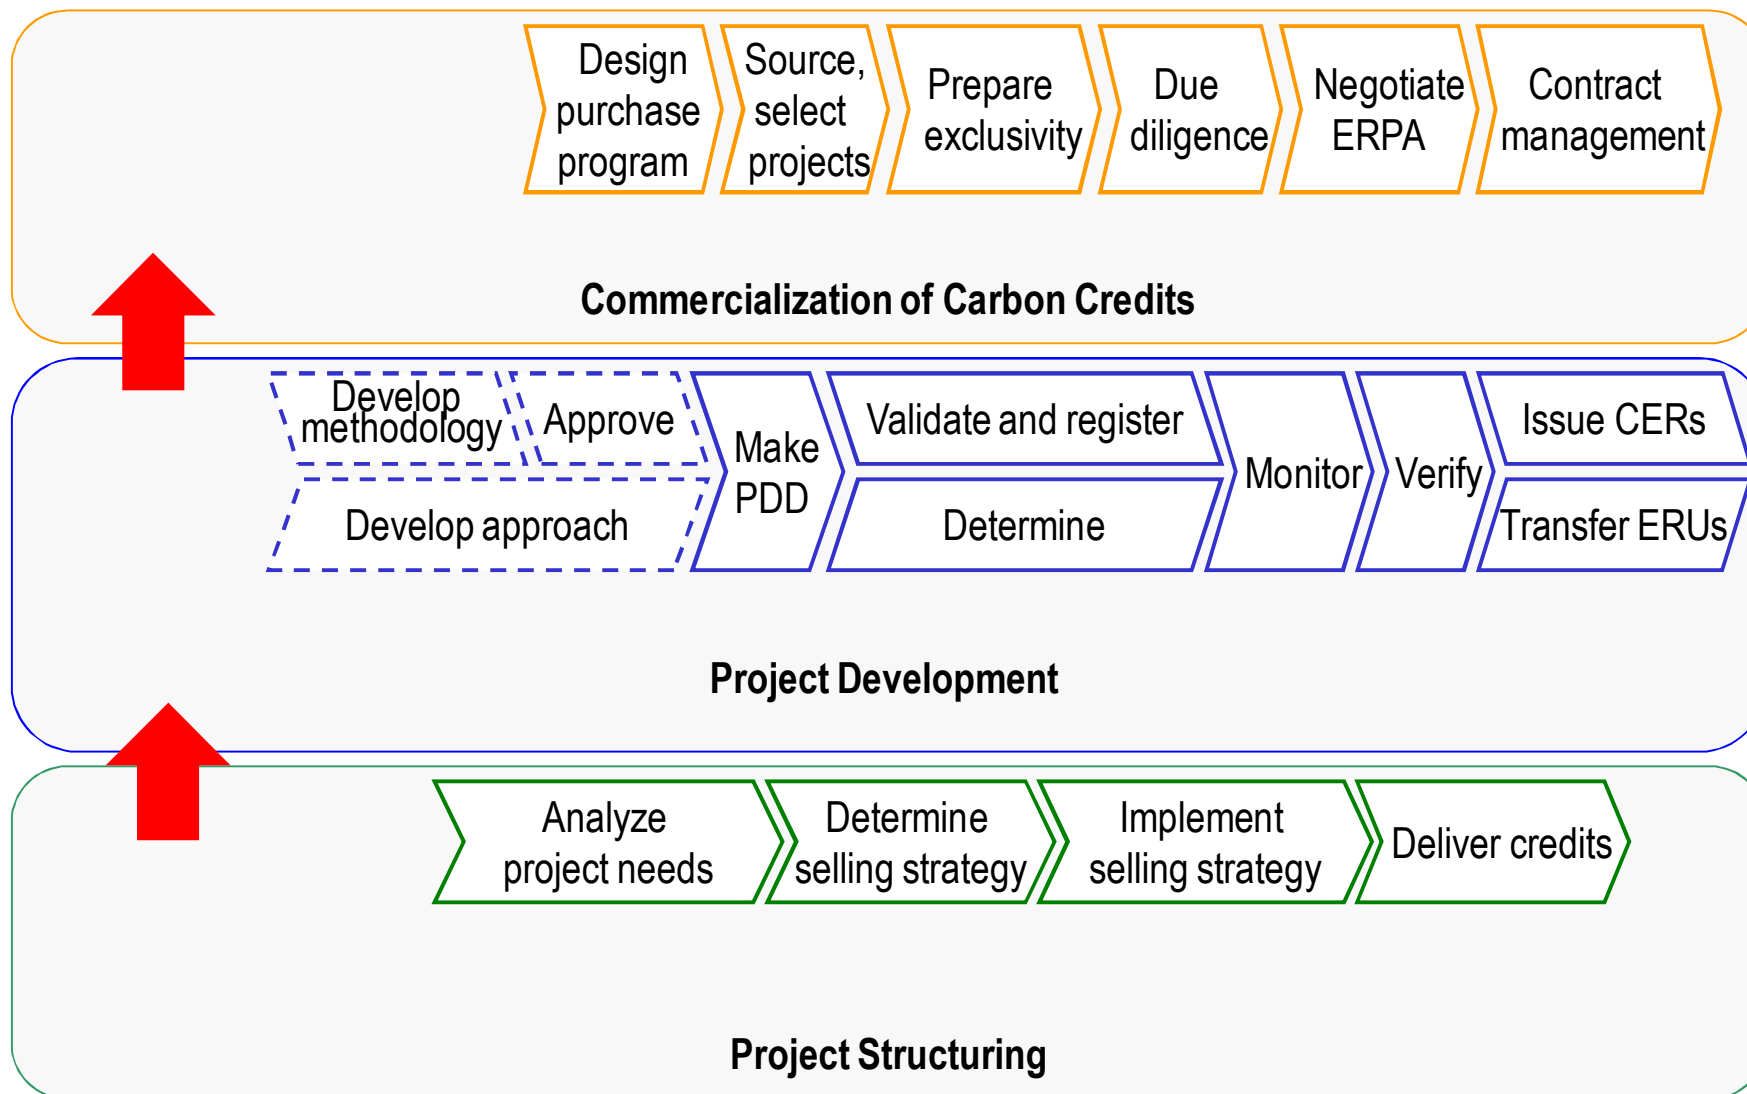 Design
purchase
program
Source,
select
projects
Prepare
exclusivity
Due
diligence
Negotiate
ERPA
Contract
management
Commercialization of Carbon Credits
Develop
methodology
Approve
Develop approach
Make
PDD
Validate and register
Determine
Monitor
Verify
Issue CERs
Transfer ERUs
Project Development
Analyze
project needs
Determine
selling strategy
Implement
selling strategy
Deliver credits
Project Structuring